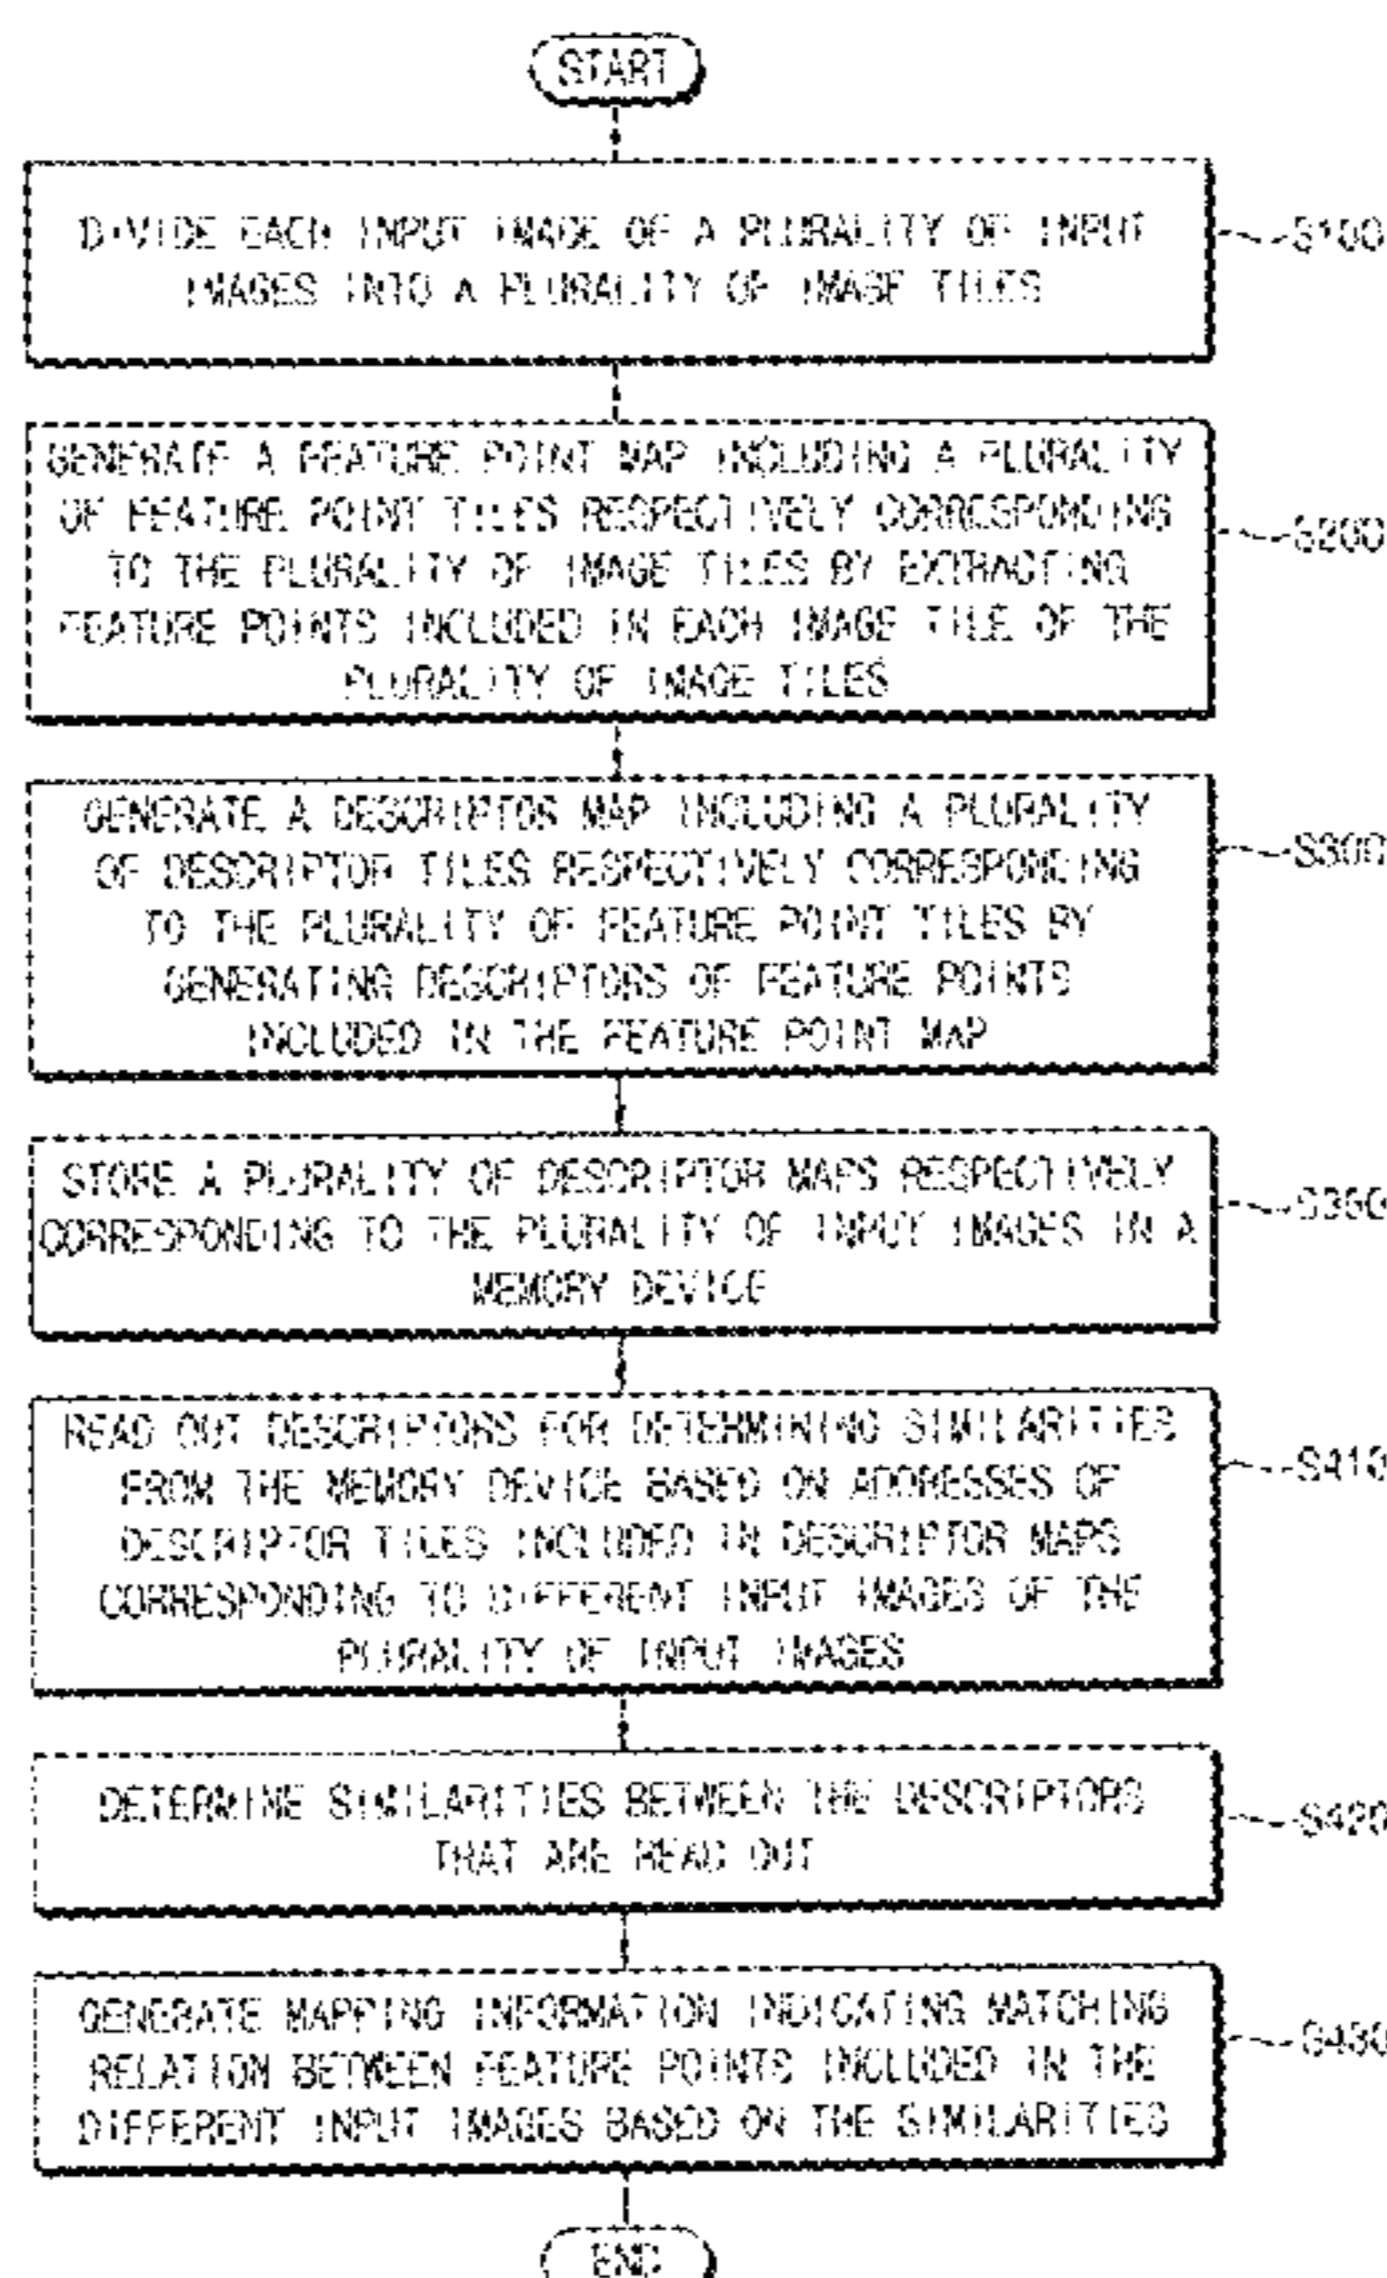 START
DIVIDE EACH INPUT IMAGE OF A PLURALITY OF INPUT
IMAGES INTO A PLURALITY OF IMAGE TILES
S100
GENERATE A FEATURE POINT MAP INCLUDING A PLURALITY
OF FEATURE POINT TILES RESPECTIVELY CORRESPONDING
TO THE PLURALITY OF IMAGE TILES BY EXTRACTING
FEATURE POINTS INCLUDED IN EACH IMAGE TILE OF THE
PLURALITY OF IMAGE TILES
S200
GENERATE A DESCRIPTOR MAP INCLUDING A PLURALITY
OF DESCRIPTOR TILES RESPECTIVELY CORRESPONDING
TO THE PLURALITY OF FEATURE POINT TILES BY
GENERATING DESCRIPTORS OF FEATURE POINTS
INCLUDED IN THE FEATURE POINT MAP
S300
STORE A PLURALITY OF DESCRIPTOR MAPS RESPECTIVELY
CORRESPONDING TO THE PLURALITY OF INPUT IMAGES IN A
MEMORY DEVICE
S350
READ OUT DESCRIPTORS FOR DETERMINING SIMILARITIES
FROM THE MEMORY DEVICE BASED ON ADDRESSES OF
DESCRIPTOR TILES INCLUDED IN DESCRIPTOR MAPS
CORRESPONDING TO DIFFERENT INPUT IMAGES OF THE
PLURALITY OF INPUT IMAGES
S410
DETERMINE SIMILARITIES BETWEEN THE DESCRIPTORS
THAT ARE READ OUT
S420
GENERATE MAPPING INFORMATION INDICATING MATCHING
RELATION BETWEEN FEATURE POINTS INCLUDED IN THE
DIFFERENT INPUT IMAGES BASED ON THE SIMILARITIES
S430
END